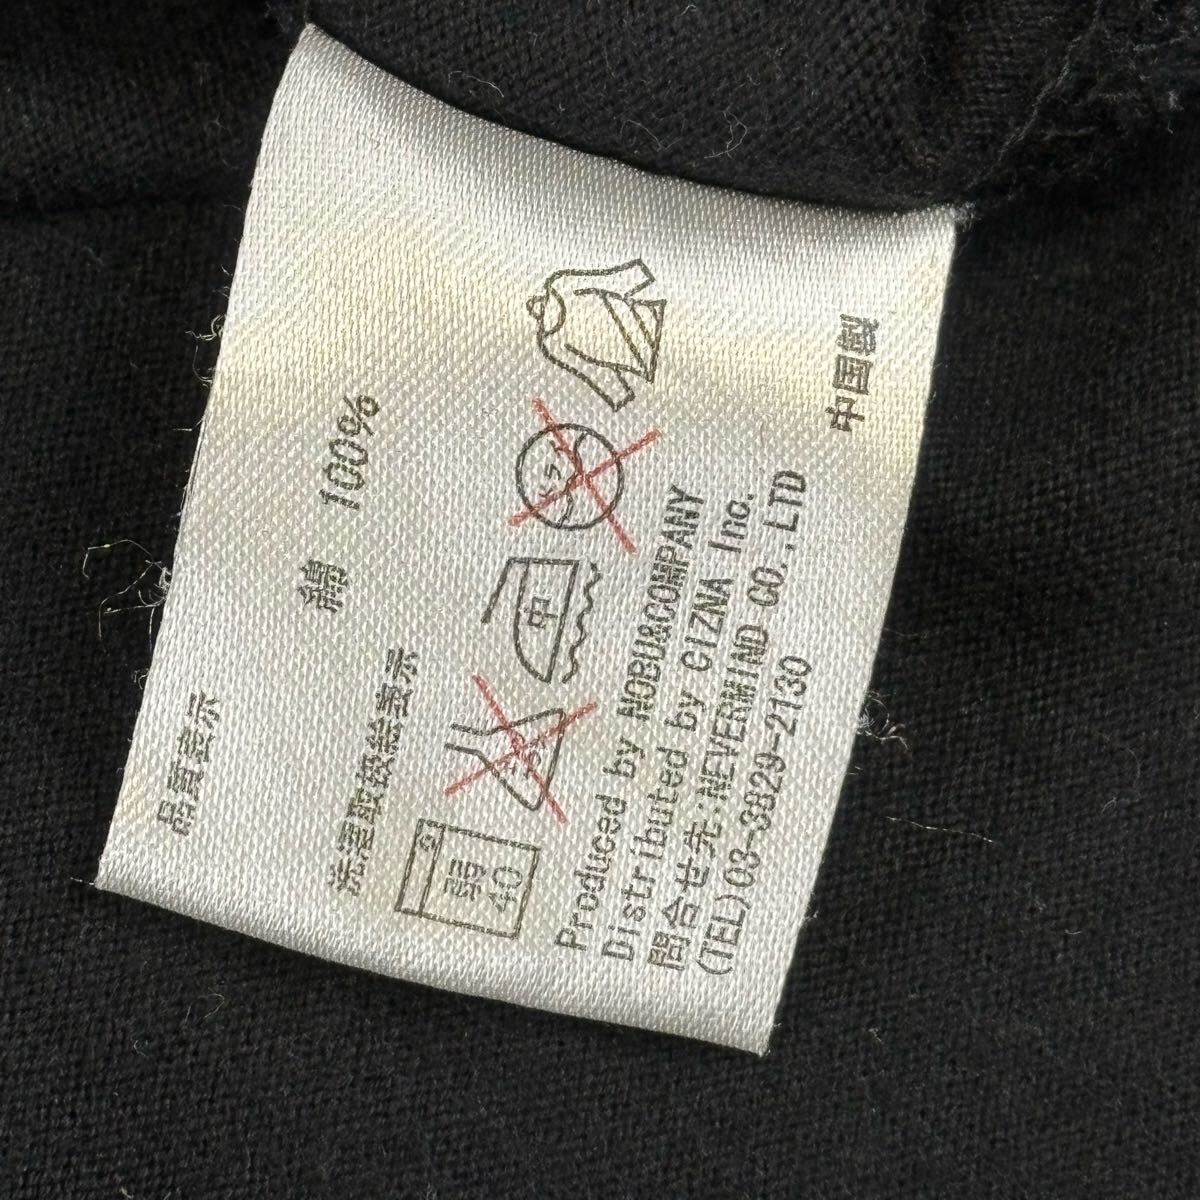 品質表示
綿 100%
洗濯取扱絵表示
弱
40
中
ドライ
Produced by NOBU&COMPANY
Distributed by CIZNA Inc.
問合せ先:NEVERMIND CO.,LTD
(TEL)03-3829-2130
中国製